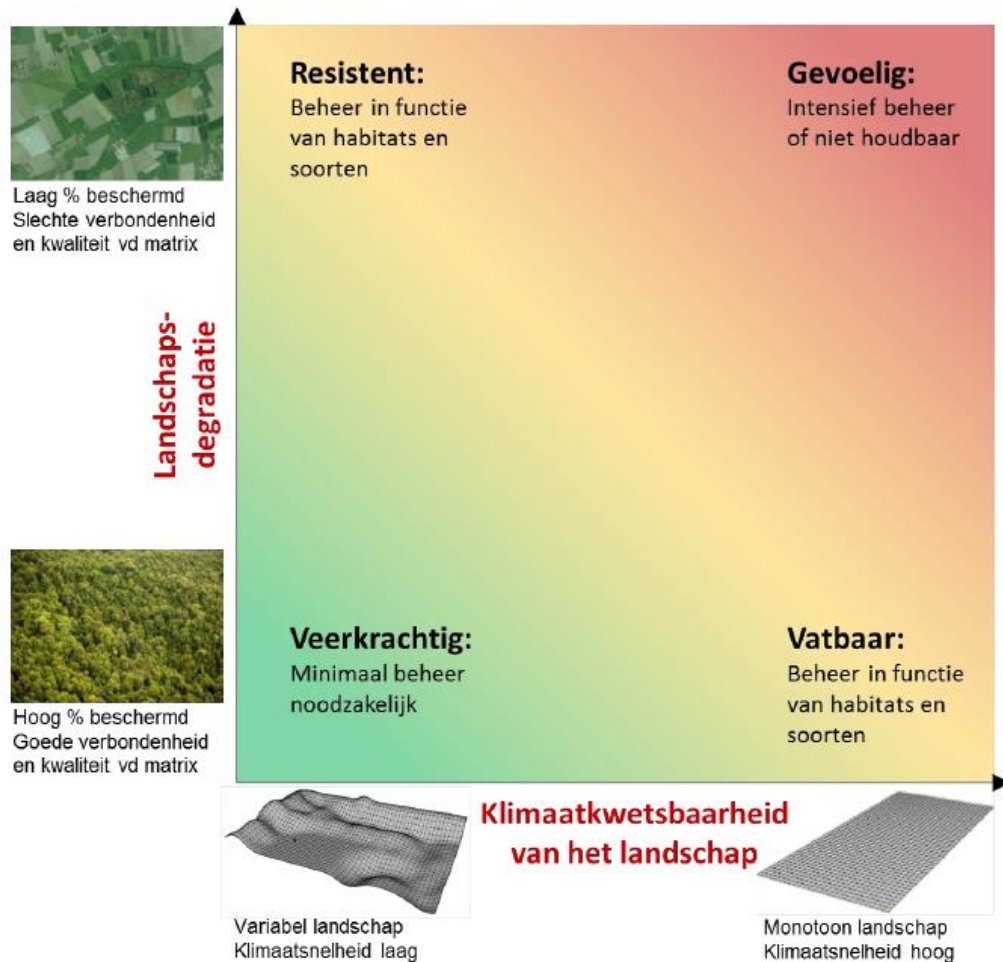 Resistent:
Beheer in functie
van habitats en
soorten
Gevoelig:
Intensief beheer
of niet houdbaar
Laag % beschermd
Slechte verbondenheid
en kwaliteit vd matrix
Landschaps-
degradatie
Veerkrachtig:
Minimaal beheer
noodzakelijk
Vatbaar:
Beheer in functie
van habitats en
soorten
Hoog % beschermd
Goede verbondenheid
en kwaliteit vd matrix
Klimaatkwetsbaarheid
van het landschap
Variabel landschap
Klimaatsnelheid laag
Monotoon landschap
Klimaatsnelheid hoog